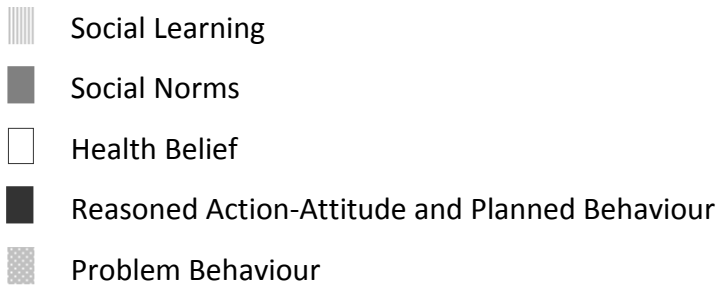 Social Learning
Social Norms
Health Belief
Reasoned Action-Attitude and Planned Behaviour
Problem Behaviour